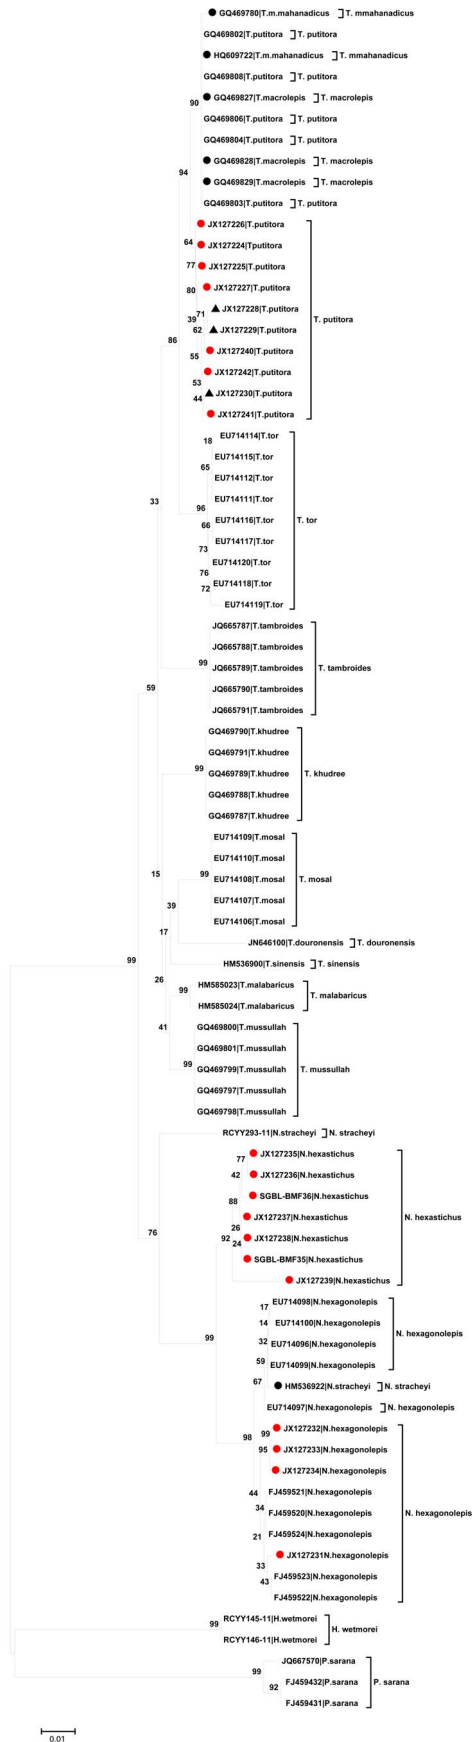 GQ469780|T.m.mahanadicus T. mmahanadicus
GQ469802|T.putitora T. putitora
HQ609722|T.m.mahanadicus T. mmahanadicus
GQ469808|T.putitora T. putitora
90 GQ469827|T.macrolepis T. macrolepis
GQ469806|T.putitora T. putitora
GQ469804|T.putitora T. putitora
GQ469828|T.macrolepis T. macrolepis
94
GQ469829|T.macrolepis T. macrolepis
GQ469803|T.putitora T. putitora
JX127226|T.putitora
64 JX127224|Tputitora
77 JX127225|T.putitora
80 JX127227|T.putitora
71 JX127228|T.putitora
39 T. putitora
62 JX127229|T.putitora
86
55 JX127240|T.putitora
JX127242|T.putitora
53
44 JX127230|T.putitora
JX127241|T.putitora
18 EU714114|T.tor
EU714115|T.tor
65
EU714112|T.tor
33
EU714111|T.tor
96
66 EU714116|T.tor T. tor
EU714117|T.tor
73
EU714120|T.tor
76
72 EU714118|T.tor
EU714119|T.tor
JQ665787|T.tambroides
JQ665788|T.tambroides
99 JQ665789|T.tambroides T. tambroides
59
JQ665790|T.tambroides
JQ665791|T.tambroides
GQ469790|T.khudree
GQ469791|T.khudree
99 GQ469789|T.khudree T. khudree
GQ469788|T.khudree
GQ469787|T.khudree
EU714109|T.mosal
EU714110|T.mosal
15 99 EU714108|T.mosal T. mosal
39
EU714107|T.mosal
EU714106|T.mosal
17
JN646100|T.douronensis T. douronensis
99
HM536900|T.sinensis T. sinensis
26
99 HM585023|T.malabaricus
T. malabaricus
HM585024|T.malabaricus
41 GQ469800|T.mussullah
GQ469801|T.mussullah
99 GQ469799|T.mussullah T. mussullah
GQ469797|T.mussullah
GQ469798|T.mussullah
RCYY293-11|N.stracheyi N. stracheyi
77 JX127235|N.hexastichus
42 JX127236|N.hexastichus
88 SGBL-BMF36|N.hexastichus
JX127237|N.hexastichus N. hexastichus
26
76 92 24 JX127238|N.hexastichus
SGBL-BMF35|N.hexastichus
JX127239|N.hexastichus
17 EU714098|N.hexagonolepis
14 EU714100|N.hexagonolepis
99 N. hexagonolepis
32 EU714096|N.hexagonolepis
59 EU714099|N.hexagonolepis
67 HM536922|N.stracheyi N. stracheyi
EU714097|N.hexagonolepis N. hexagonolepis
98 99 JX127232|N.hexagonolepis
95 JX127233|N.hexagonolepis
JX127234|N.hexagonolepis
44 FJ459521|N.hexagonolepis
34 FJ459520|N.hexagonolepis N. hexagonolepis
21 FJ459524|N.hexagonolepis
JX127231N.hexagonolepis
33
43 FJ459523|N.hexagonolepis
FJ459522|N.hexagonolepis
99 RCYY145-11|H.wetmorei
H. wetmorei
RCYY146-11|H.wetmorei
JQ667570|P.sarana
99
92 FJ459432|P.sarana P. sarana
FJ459431|P.sarana
0.01